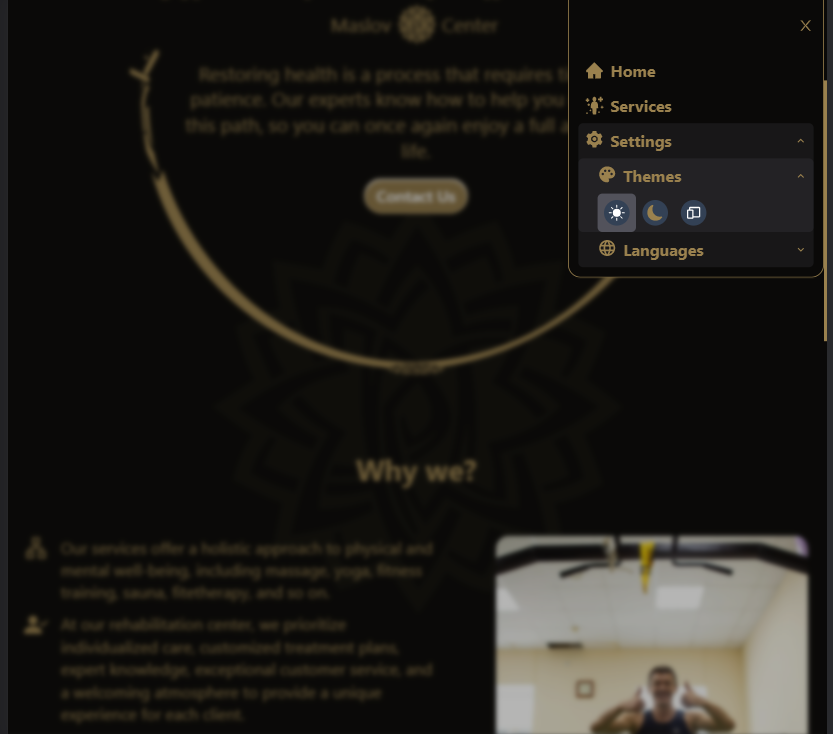 Maslov Center
Restoring health is a process that requires
patience. Our experts know how to help you
this path, so you can once again enjoy a full
life.
Contact Us
Home
Services
Settings
Themes
Languages
Why we?
Our services offer a holistic approach to physical and
mental well-being, including massage, yoga, fitness
training, sauna, fitetherapy, and so on.
At our rehabilitation center, we prioritize
individualized care, customized treatment plans,
expert knowledge, exceptional customer service, and
a welcoming atmosphere to provide a unique
experience for each client.